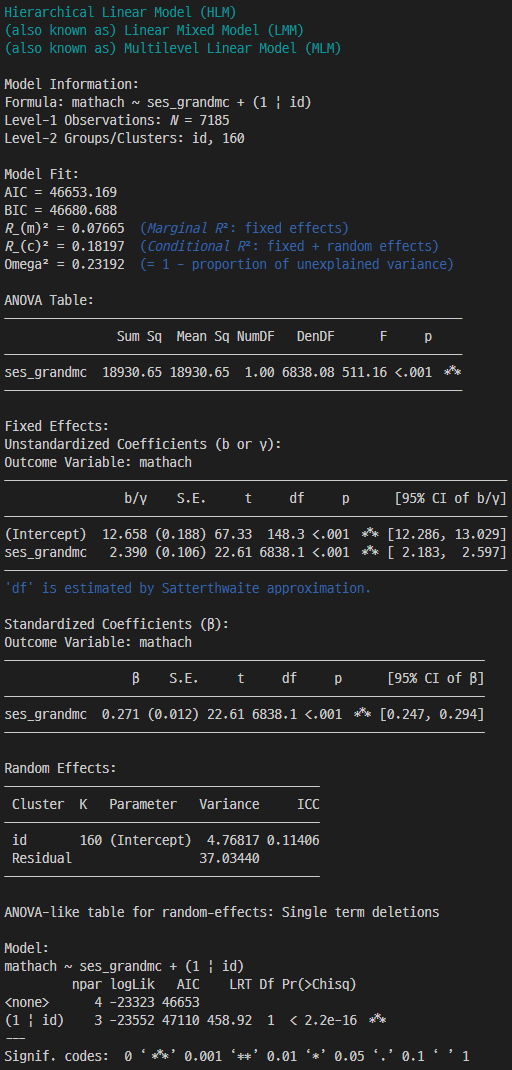 Hierarchical Linear Model (HLM)
(also known as) Linear Mixed Model (LMM)
(also known as) Multilevel Linear Model (MLM)
Model Information:
Formula: mathach ~ ses_grandmc + (1 ¦ id)
Level-1 Observations: N = 7185
Level-2 Groups/Clusters: id, 160
Model Fit:
AIC = 46653.169
BIC = 46680.688
R_(m)² = 0.07665  (Marginal R²: fixed effects)
R_(c)² = 0.18197  (Conditional R²: fixed + random effects)
Omega² = 0.23192  (= 1 - proportion of unexplained variance)
ANOVA Table:
Sum Sq  Mean Sq NumDF   DenDF      F     p
ses_grandmc  18930.65 18930.65  1.00 6838.08 511.16 <.001 ***
Fixed Effects:
Unstandardized Coefficients (b or γ):
Outcome Variable: mathach
b/γ    S.E.     t     df     p      [95% CI of b/γ]
(Intercept)  12.658 (0.188) 67.33  148.3 <.001 *** [12.286, 13.029]
ses_grandmc   2.390 (0.106) 22.61 6838.1 <.001 *** [ 2.183,  2.597]
'df' is estimated by Satterthwaite approximation.
Standardized Coefficients (β):
Outcome Variable: mathach
β    S.E.     t     df     p      [95% CI of β]
ses_grandmc  0.271 (0.012) 22.61 6838.1 <.001 *** [0.247, 0.294]
Random Effects:
Cluster  K   Parameter   Variance     ICC
id      160 (Intercept)  4.76817 0.11406
Residual                 37.03440
ANOVA-like table for random-effects: Single term deletions
Model:
mathach ~ ses_grandmc + (1 ¦ id)
npar logLik   AIC    LRT Df Pr(>Chisq)
<none>      4 -23323 46653
(1 ¦ id)    3 -23552 47110 458.92  1  < 2.2e-16 ***
---
Signif. codes:  0 ‘***’ 0.001 ‘**’ 0.01 ‘*’ 0.05 ‘.’ 0.1 ‘ ’ 1